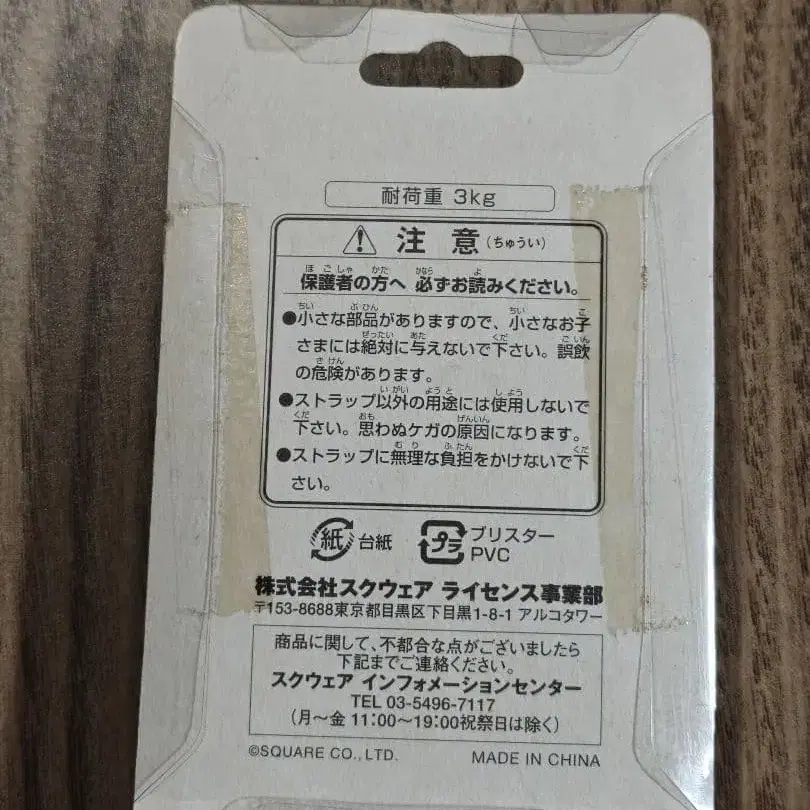 耐荷重 3kg
注意(ちゅうい)
保護者の方へ 必ずお読みください。
●小さな部品がありますので、小さなお子
さまには絶対に与えないで下さい。誤飲
の危険があります。
●ストラップ以外の用途には使用しないで
下さい。思わぬケガの原因になります。
●ストラップに無理な負担をかけないで下
さい。
紙 台紙 プラ ブリスター
PVC
株式会社スクウェア ライセンス事業部
〒153-8688東京都目黒区下目黒1-8-1 アルコタワー
商品に関して、不都合な点がございましたら
下記までご連絡ください。
スクウェア インフォメーションセンター
TEL 03-5496-7117
(月〜金 11:00〜19:00祝祭日は除く)
©SQUARE CO., LTD. MADE IN CHINA